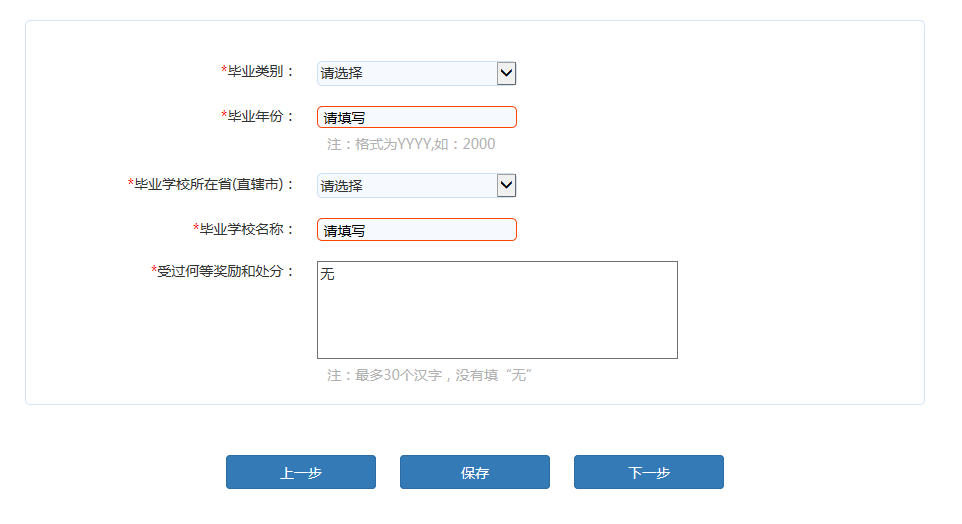 *毕业类别： 请选择
*毕业年份： 请填写
注：格式为YYYY,如：2000
*毕业学校所在省(直辖市)： 请选择
*毕业学校名称： 请填写
*受过何等奖励和处分： 无
注：最多30个汉字，没有填“无”
上一步 保存 下一步